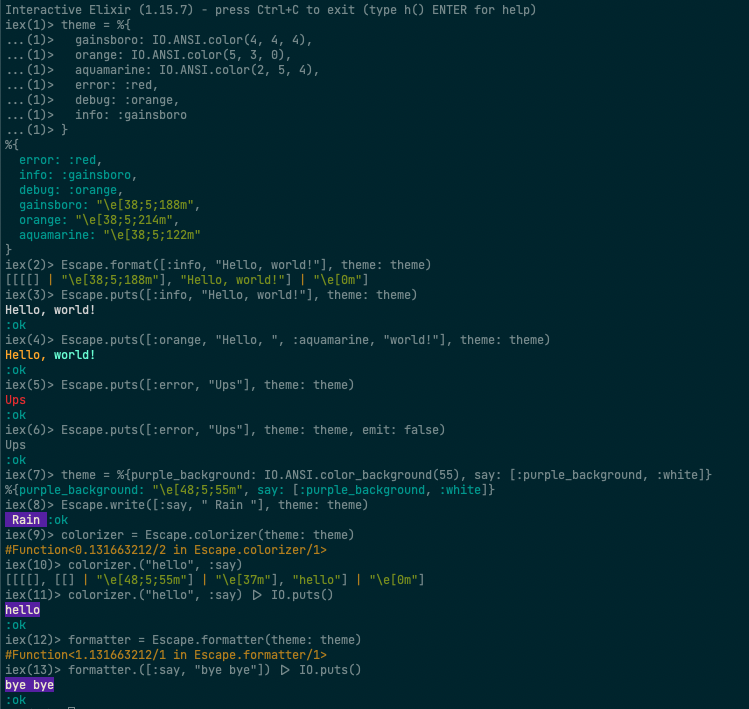 Interactive Elixir (1.15.7) - press Ctrl+C to exit (type h() ENTER for help)
iex(1)> theme = %{
...(1)>   gainsboro: IO.ANSI.color(4, 4, 4),
...(1)>   orange: IO.ANSI.color(5, 3, 0),
...(1)>   aquamarine: IO.ANSI.color(2, 5, 4),
...(1)>   error: :red,
...(1)>   debug: :orange,
...(1)>   info: :gainsboro
...(1)> }
%{
  error: :red,
  info: :gainsboro,
  debug: :orange,
  gainsboro: "\e[38;5;188m",
  orange: "\e[38;5;214m",
  aquamarine: "\e[38;5;122m"
}
iex(2)> Escape.format([:info, "Hello, world!"], theme: theme)
[[[[] | "\e[38;5;188m"], "Hello, world!"] | "\e[0m"]
iex(3)> Escape.puts([:info, "Hello, world!"], theme: theme)
Hello, world!
:ok
iex(4)> Escape.puts([:orange, "Hello, ", :aquamarine, "world!"], theme: theme)
Hello, world!
:ok
iex(5)> Escape.puts([:error, "Ups"], theme: theme)
Ups
:ok
iex(6)> Escape.puts([:error, "Ups"], theme: theme, emit: false)
Ups
:ok
iex(7)> theme = %{purple_background: IO.ANSI.color_background(55), say: [:purple_background, :white]}
%{purple_background: "\e[48;5;55m", say: [:purple_background, :white]}
iex(8)> Escape.write([:say, " Rain "], theme: theme)
 Rain :ok
iex(9)> colorizer = Escape.colorizer(theme: theme)
#Function<0.131663212/2 in Escape.colorizer/1>
iex(10)> colorizer.("hello", :say)
[[[[], [[] | "\e[48;5;55m"] | "\e[37m"], "hello"] | "\e[0m"]
iex(11)> colorizer.("hello", :say) |> IO.puts()
hello
:ok
iex(12)> formatter = Escape.formatter(theme: theme)
#Function<1.131663212/1 in Escape.formatter/1>
iex(13)> formatter.([:say, "bye bye"]) |> IO.puts()
bye bye
:ok